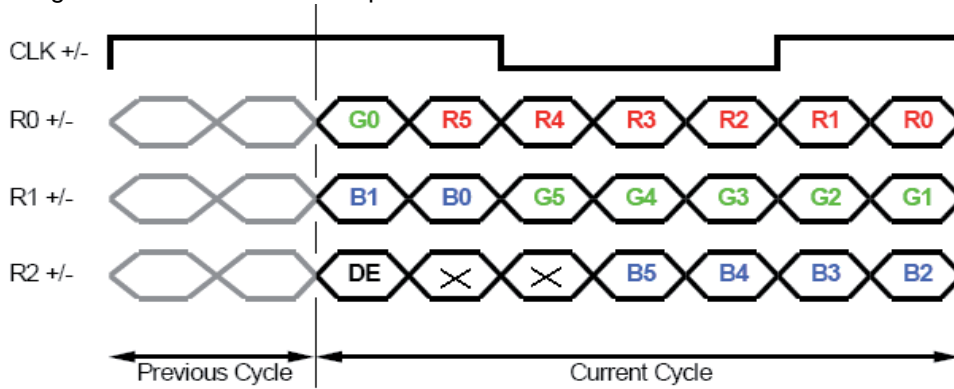 CLK +/-
R0 +/- G0 R5 R4 R3 R2 R1 R0
R1 +/- B1 B0 G5 G4 G3 G2 G1
R2 +/- DE X X B5 B4 B3 B2
Previous Cycle Current Cycle